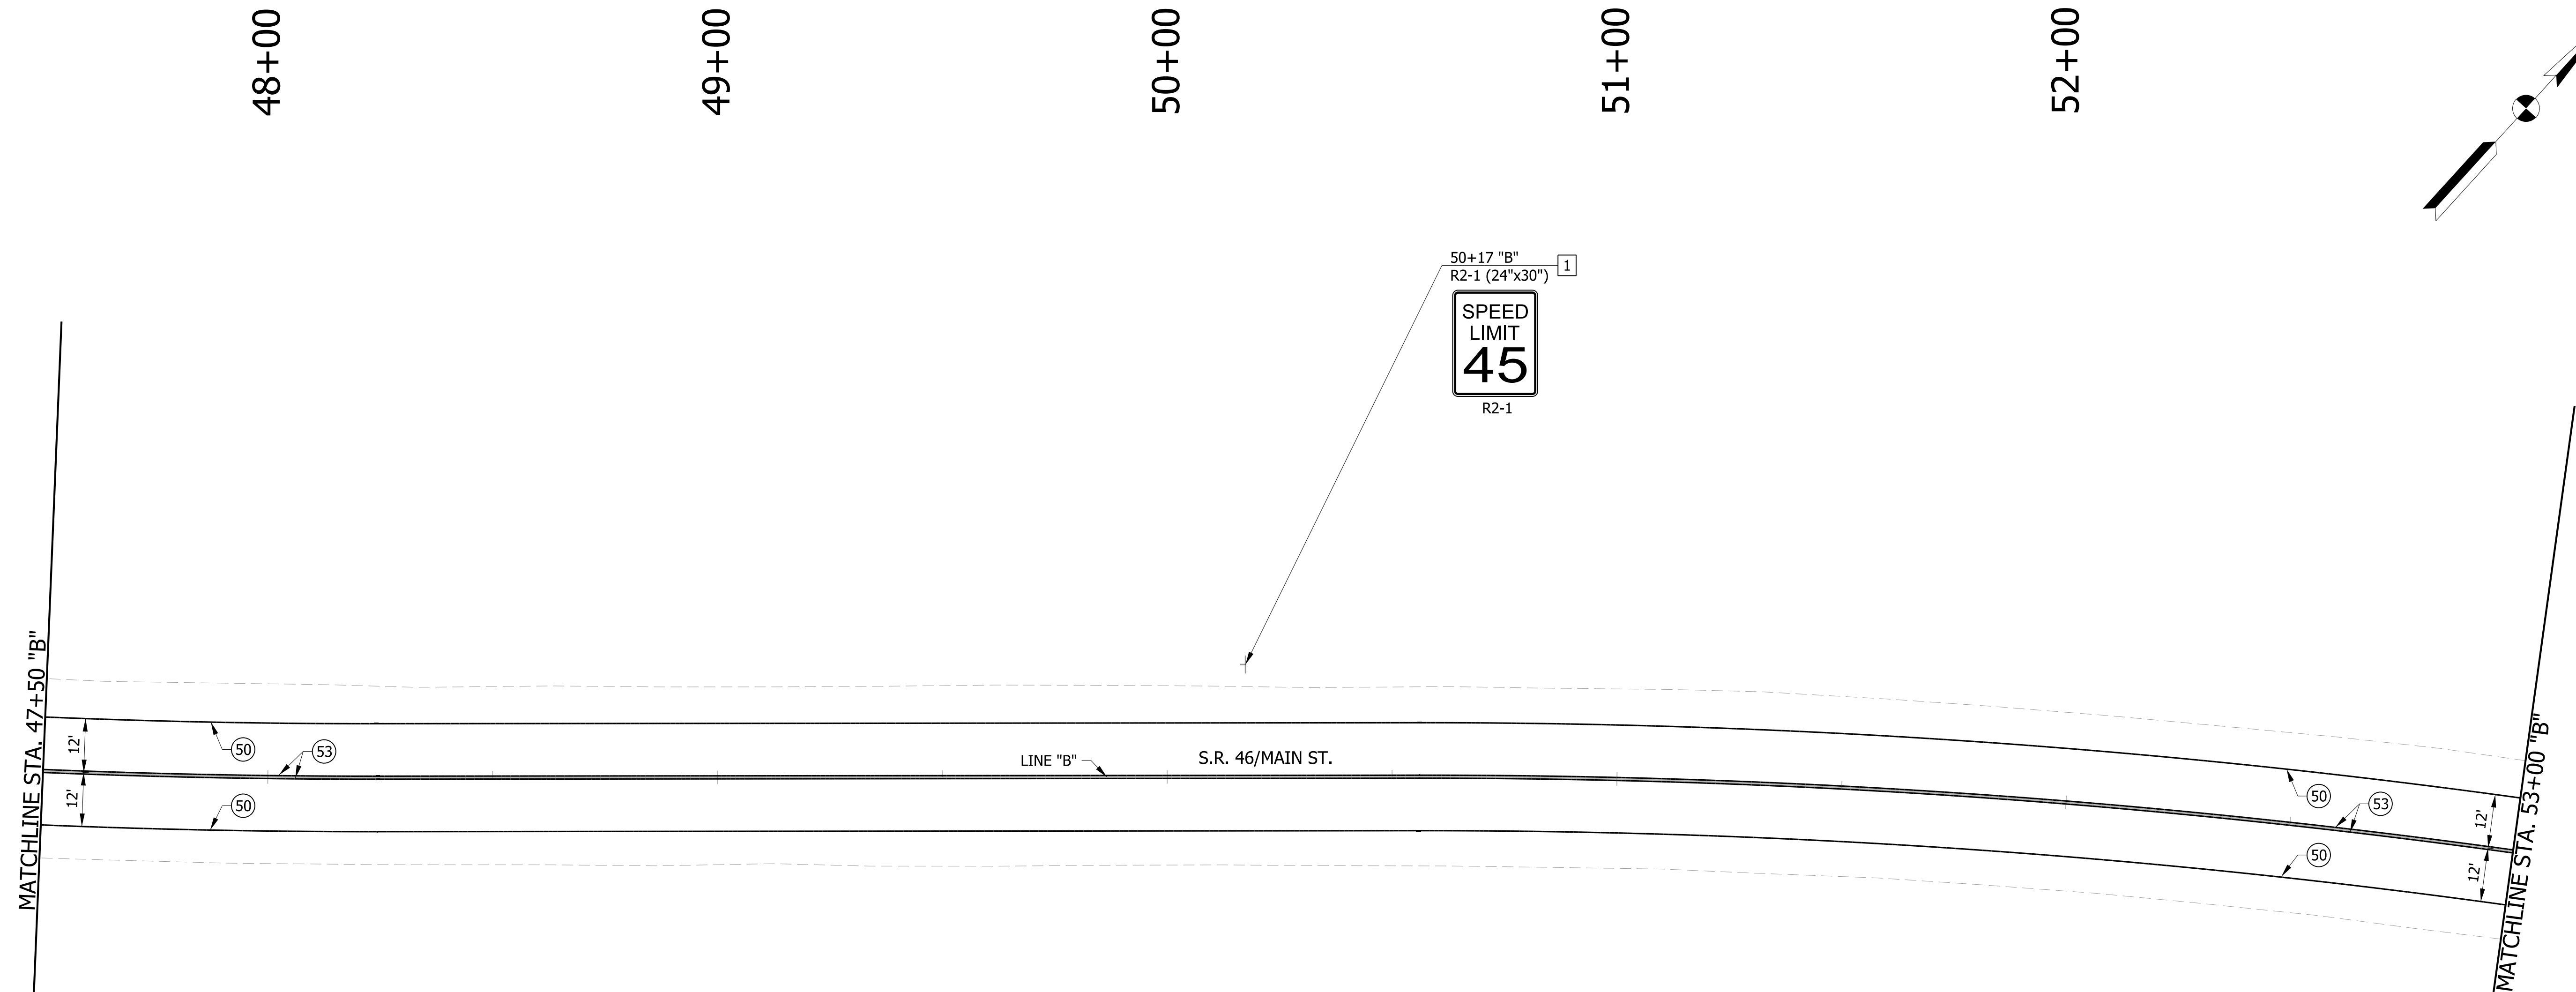 48+00
49+00
50+00
51+00
52+00
50+17 "B"
R2-1 (24"x30")
1
SPEED
LIMIT
45
R2-1
MATCHLINE STA. 47+50 "B"
12'
12'
50
53
50
LINE "B"
S.R. 46/MAIN ST.
50
53
50
12'
12'
MATCHLINE STA. 53+00 "B"